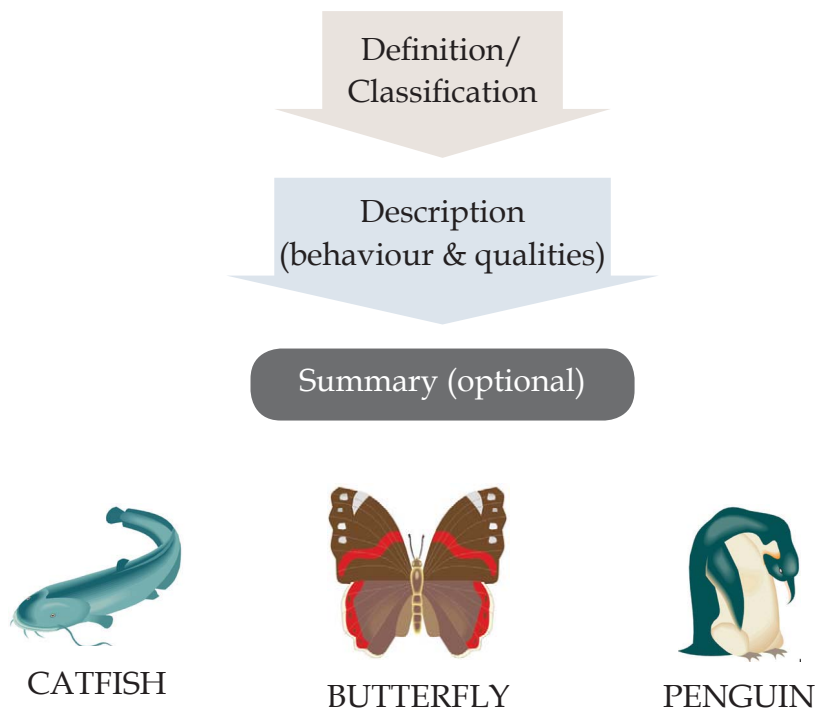 Definition/
Classification
Description
(behaviour & qualities)
Summary (optional)
CATFISH
BUTTERFLY
PENGUIN